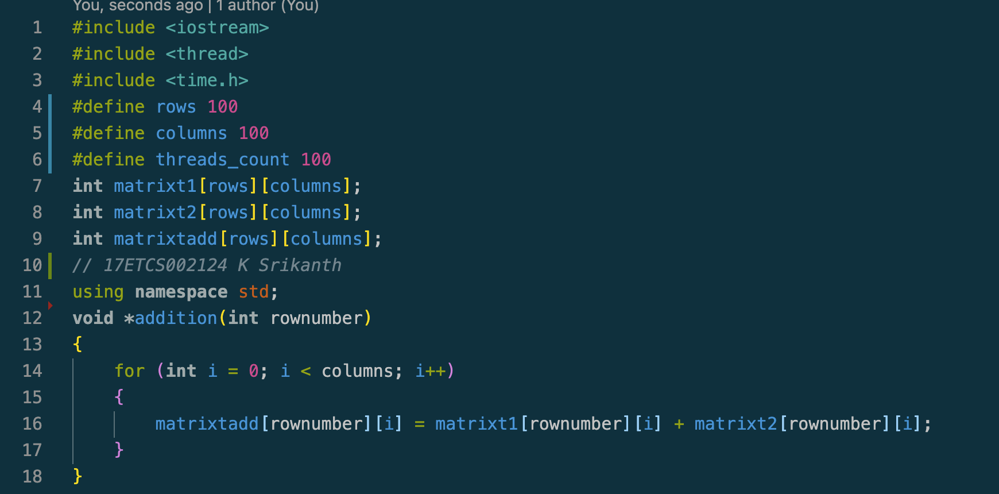 You, seconds ago | 1 author (You)
1 #include <iostream>
2 #include <thread>
3 #include <time.h>
4 #define rows 100
5 #define columns 100
6 #define threads_count 100
7 int matrixt1[rows][columns];
8 int matrixt2[rows][columns];
9 int matrixtadd[rows][columns];
10 // 17ETCS002124 K Srikanth
11 using namespace std;
12 void *addition(int rownumber)
13 {
14     for (int i = 0; i < columns; i++)
15     {
16         matrixtadd[rownumber][i] = matrixt1[rownumber][i] + matrixt2[rownumber][i];
17     }
18 }